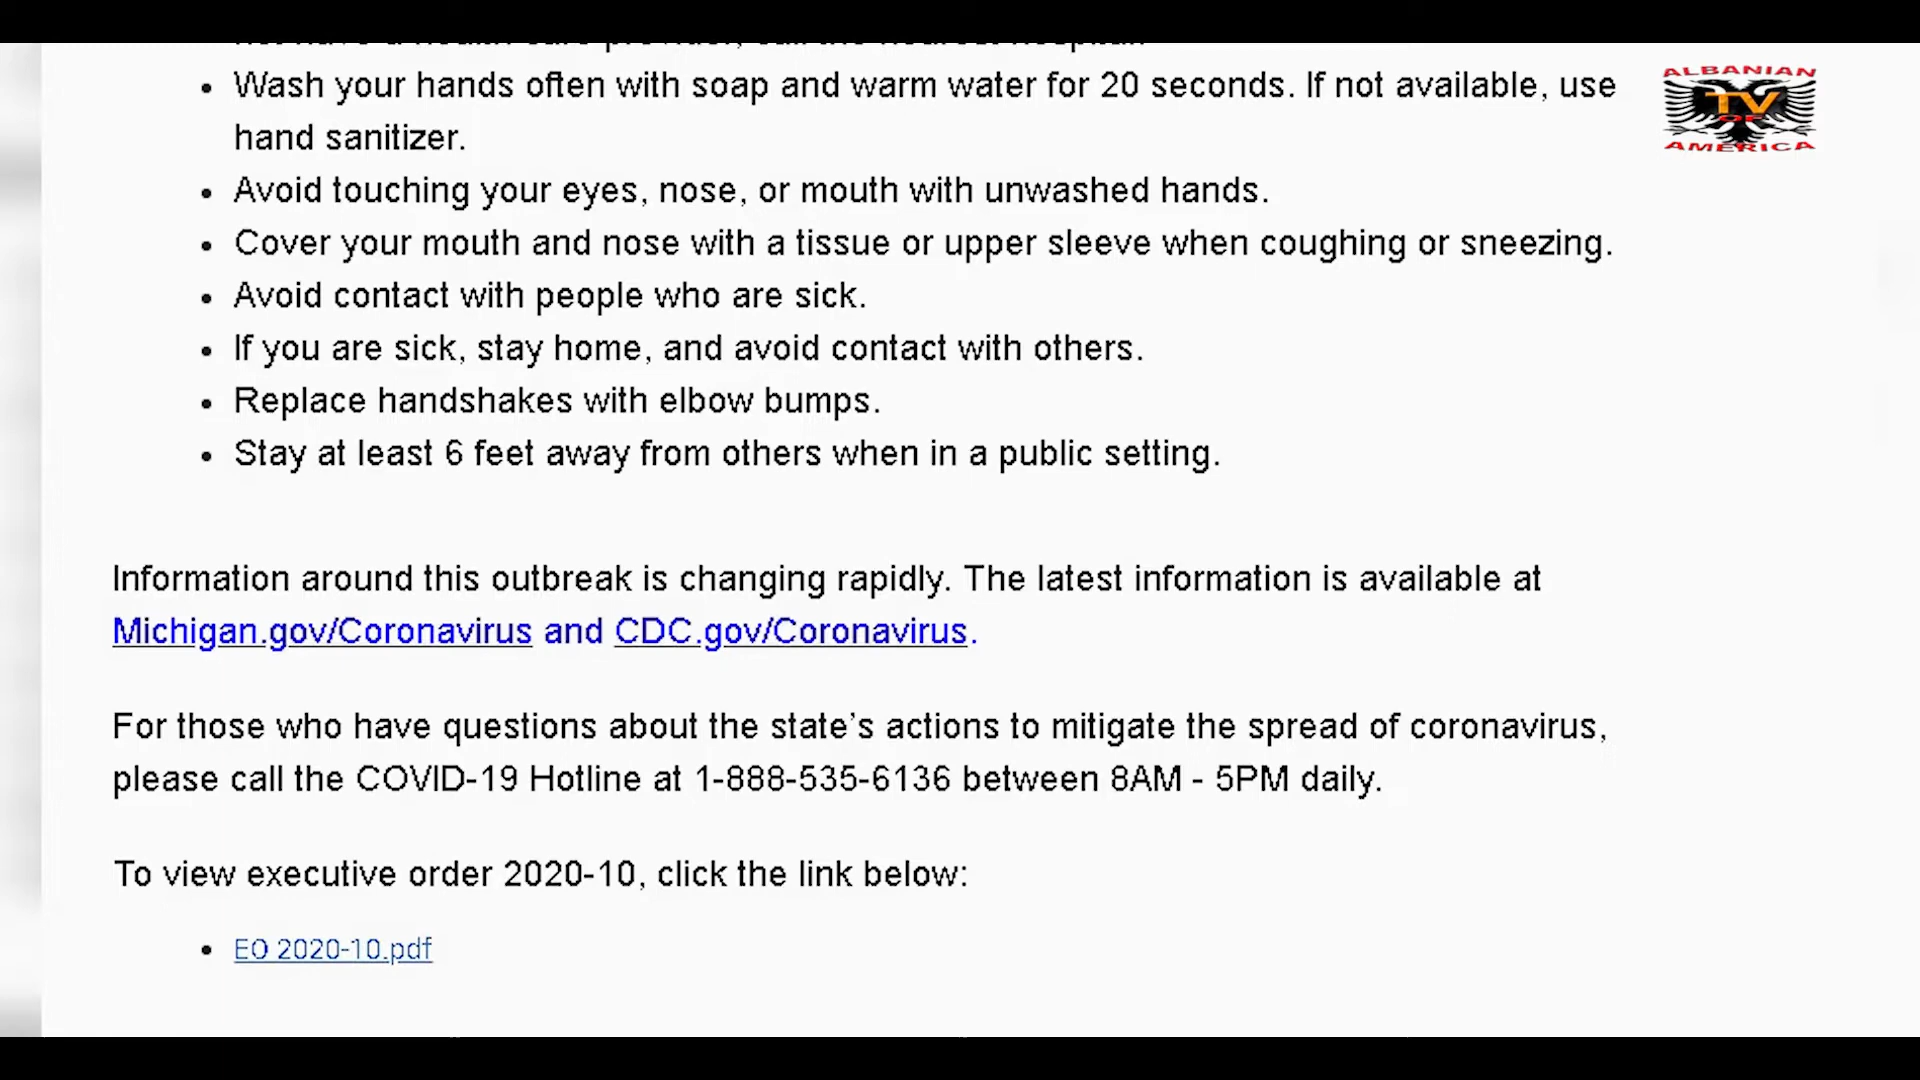 Wash your hands often with soap and warm water for 20 seconds. If not available, use
hand sanitizer.
Avoid touching your eyes, nose, or mouth with unwashed hands.
Cover your mouth and nose with a tissue or upper sleeve when coughing or sneezing.
Avoid contact with people who are sick.
If you are sick, stay home, and avoid contact with others.
Replace handshakes with elbow bumps.
Stay at least 6 feet away from others when in a public setting.
Information around this outbreak is changing rapidly. The latest information is available at
Michigan.gov/Coronavirus and CDC.gov/Coronavirus.
For those who have questions about the state’s actions to mitigate the spread of coronavirus,
please call the COVID-19 Hotline at 1-888-535-6136 between 8AM - 5PM daily.
To view executive order 2020-10, click the link below:
EO 2020-10.pdf
ALBANIAN
TV
OF
AMERICA